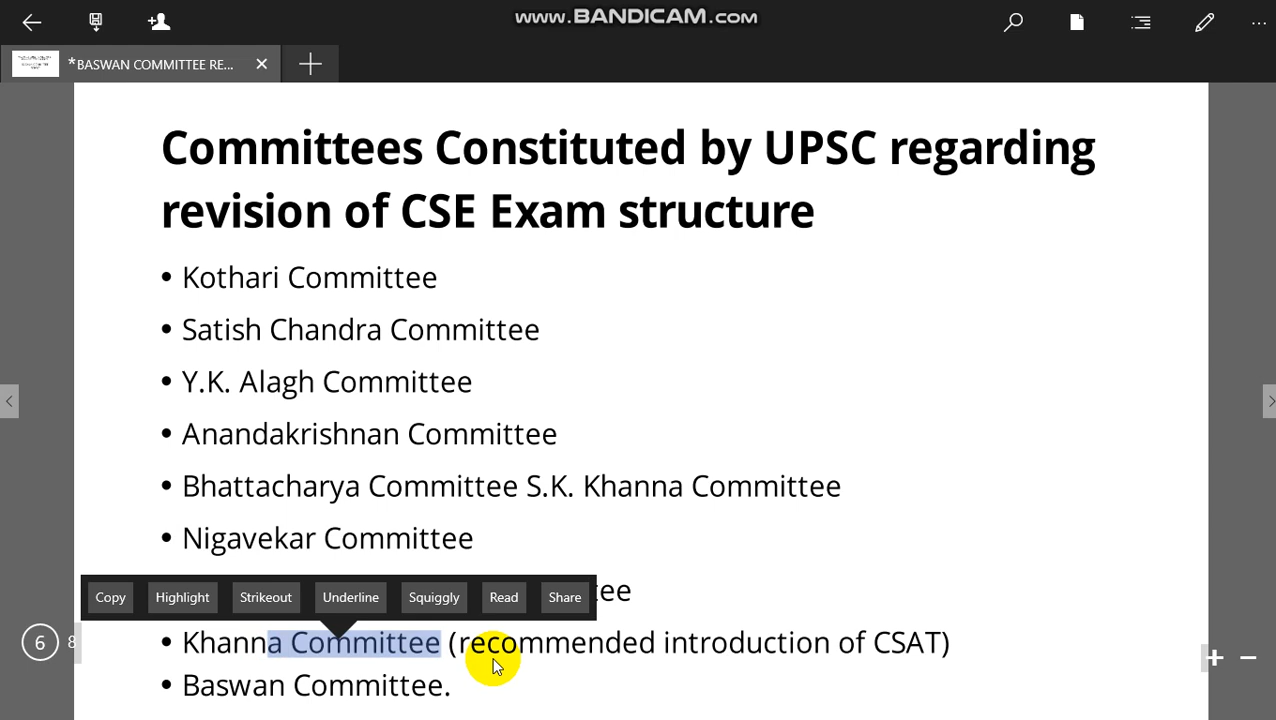 www.BANDICAM.com
*BASWAN COMMITTEE RE...
Committees Constituted by UPSC regarding
revision of CSE Exam structure
• Kothari Committee
• Satish Chandra Committee
• Y.K. Alagh Committee
• Anandakrishnan Committee
• Bhattacharya Committee S.K. Khanna Committee
• Nigavekar Committee
tee
Copy Highlight Strikeout Underline Squiggly Read Share
• Khanna Committee (recommended introduction of CSAT)
• Baswan Committee.
6 8